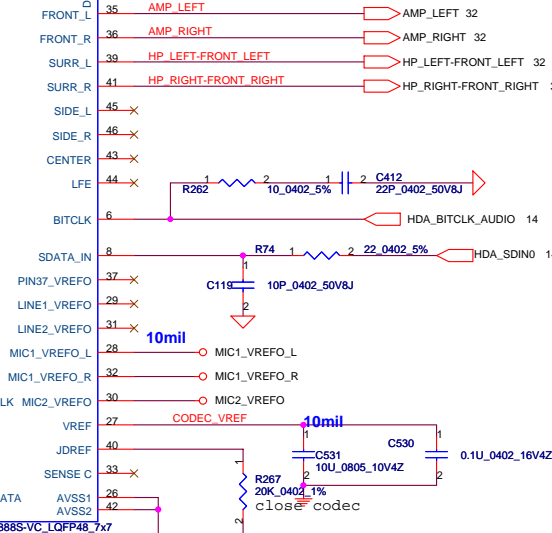 D
FRONT_L 35 AMP_LEFT AMP_LEFT 32
FRONT_R 36 AMP_RIGHT AMP_RIGHT 32
SURR_L 39 HP_LEFT-FRONT_LEFT HP_LEFT-FRONT_LEFT 32
SURR_R 41 HP_RIGHT-FRONT_RIGHT HP_RIGHT-FRONT_RIGHT
SIDE_L 45
SIDE_R 46
CENTER 43
LFE 44
1 2 1 2 C412
R262 10_0402_5% 22P_0402_50V8J
BITCLK 6 HDA_BITCLK_AUDIO 14
SDATA_IN 8 R74 1 2 22_0402_5% HDA_SDIN0
1
PIN37_VREFO 37
C119 10P_0402_50V8J
2
LINE1_VREFO 29
LINE2_VREFO 31
10mil
MIC1_VREFO_L 28 MIC1_VREFO_L
MIC1_VREFO_R 32 MIC1_VREFO_R
LK MIC2_VREFO 30 MIC2_VREFO
VREF 27 CODEC_VREF 10mil
1 1
JDREF 40
C530
C531 0.1U_0402_16V4Z
10U_0805_10V4Z
1
2 2
SENSE C 33
R267
20K_0402_1%
ATA AVSS1 26
AVSS2 42
close codec
2
888S-VC_LQFP48_7x7